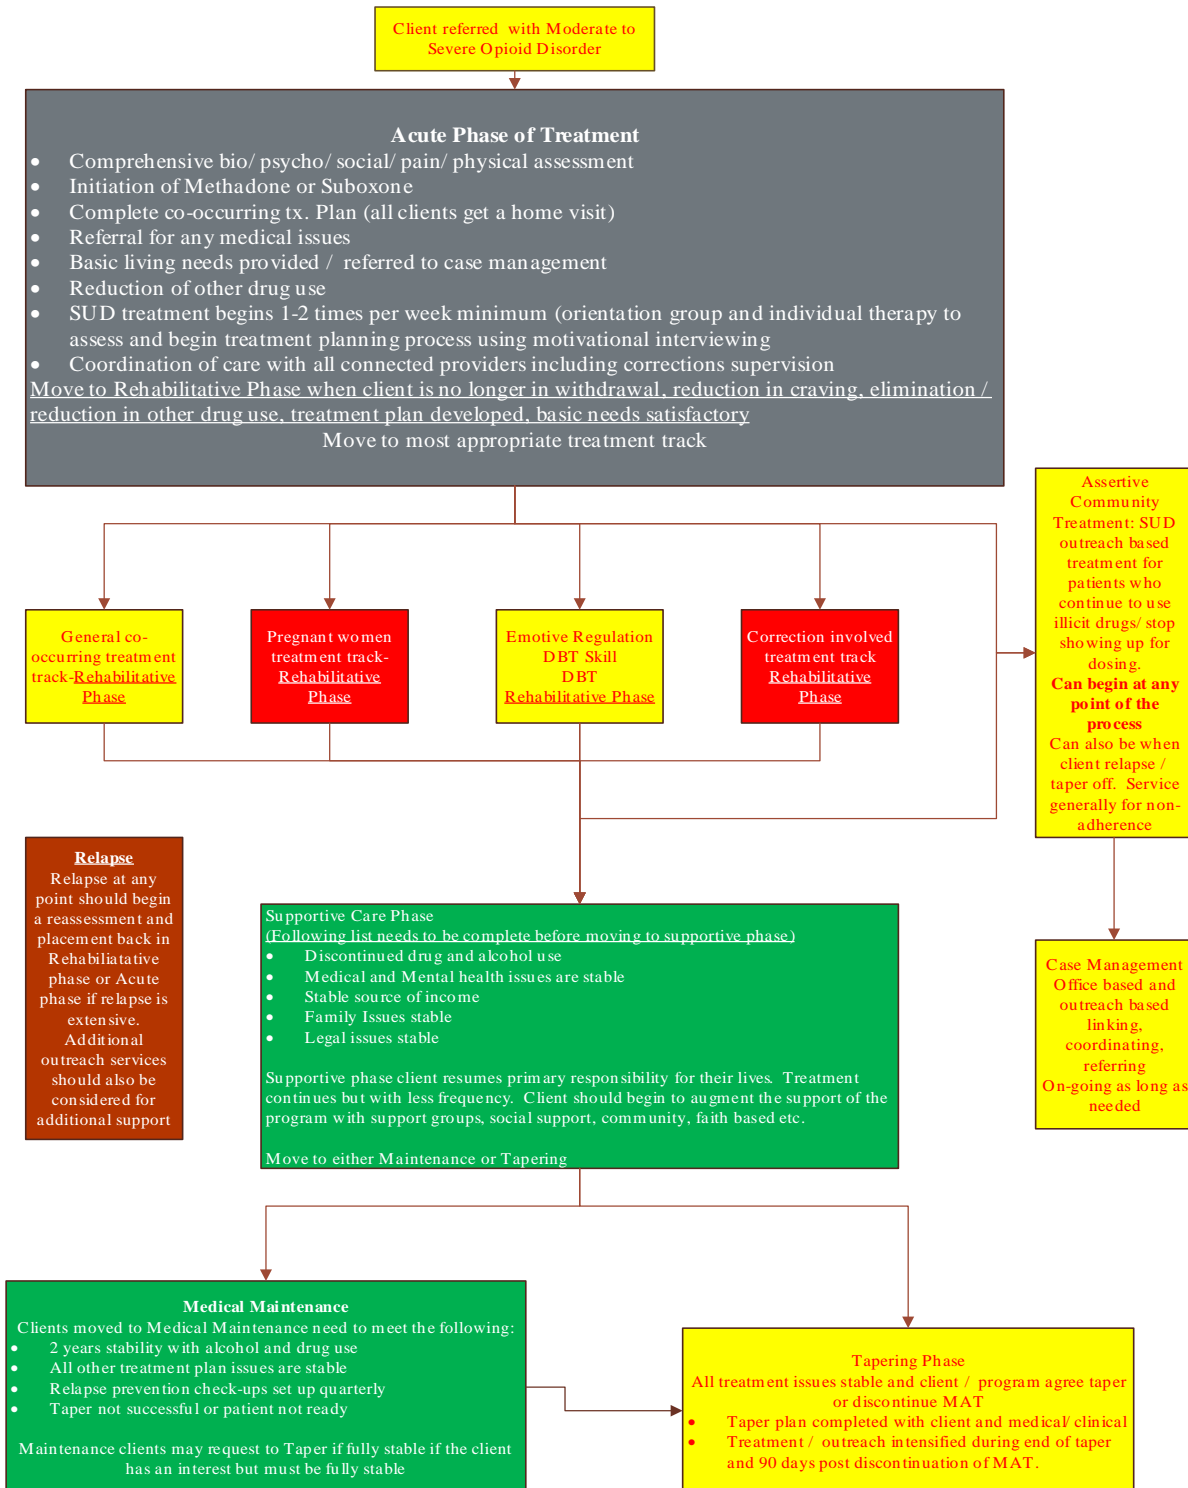 Client referred with Moderate to
Severe Opioid Disorder
Acute Phase of Treatment
• Comprehensive bio/ psycho/ social/ pain/ physical assessment
• Initiation of Methadone or Suboxone
• Complete co-occurring tx. Plan (all clients get a home visit)
• Referral for any medical issues
• Basic living needs provided / referred to case management
• Reduction of other drug use
• SUD treatment begins 1-2 times per week minimum (orientation group and individual therapy to
assess and begin treatment planning process using motivational interviewing
• Coordination of care with all connected providers including corrections supervision
Move to Rehabilitative Phase when client is no longer in withdrawal, reduction in craving, elimination /
reduction in other drug use, treatment plan developed, basic needs satisfactory
Move to most appropriate treatment track
General co-
occurring treatment
track-Rehabilitative
Phase
Pregnant women
treatment track-
Rehabilitative
Phase
Emotive Regulation
DBT Skill
DBT
Rehabilitative Phase
Correction involved
treatment track
Rehabilitative
Phase
Assertive
Community
Treatment: SUD
outreach based
treatment for
patients who
continue to use
illicit drugs/ stop
showing up for
dosing.
Can begin at any
point of the
process
Can also be when
client relapse /
taper off. Service
generally for non-
adherence
Relapse
Relapse at any
point should begin
a reassessment and
placement back in
Rehabiliatative
phase or Acute
phase if relapse is
extensive.
Additional
outreach services
should also be
considered for
additional support
Supportive Care Phase
(Following list needs to be complete before moving to supportive phase)
• Discontinued drug and alcohol use
• Medical and Mental health issues are stable
• Stable source of income
• Family Issues stable
• Legal issues stable
Supportive phase client resumes primary responsibility for their lives. Treatment
continues but with less frequency. Client should begin to augment the support of the
program with support groups, social support, community, faith based etc.
Move to either Maintenance or Tapering
Case Management
Office based and
outreach based
linking,
coordinating,
referring
On-going as long as
needed
Medical Maintenance
Clients moved to Medical Maintenance need to meet the following:
• 2 years stability with alcohol and drug use
• All other treatment plan issues are stable
• Relapse prevention check-ups set up quarterly
• Taper not successful or patient not ready
Maintenance clients may request to Taper if fully stable if the client
has an interest but must be fully stable
Tapering Phase
All treatment issues stable and client / program agree taper
or discontinue MAT
• Taper plan completed with client and medical/ clinical
• Treatment / outreach intensified during end of taper
and 90 days post discontinuation of MAT.